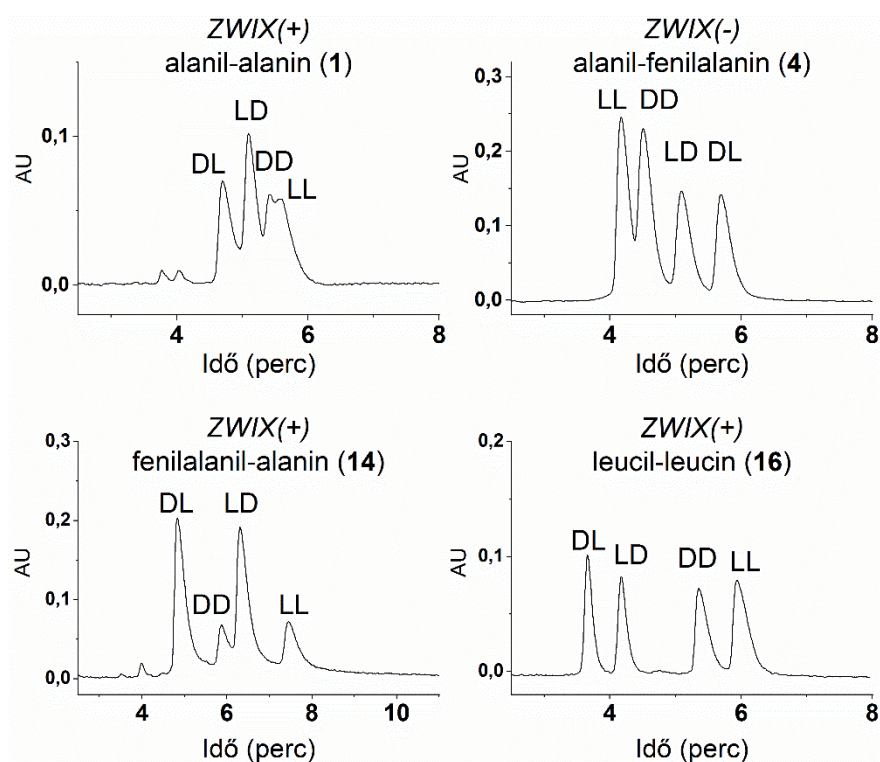 ZWIX(+)
alanil-alanin (1)
LD
DL
DD
LL
0,1
0,0
AU
4
6
8
Idő (perc)
ZWIX(-)
alanil-fenilalanin (4)
LL
DD
LD
DL
0,3
0,2
0,1
0,0
AU
4
6
8
Idő (perc)
ZWIX(+)
fenilalanil-alanin (14)
DL
LD
DD
LL
0,3
0,2
0,1
0,0
AU
4
6
8
10
Idő (perc)
ZWIX(+)
leucil-leucin (16)
DL
LD
DD
LL
0,2
0,1
0,0
AU
4
6
8
Idő (perc)